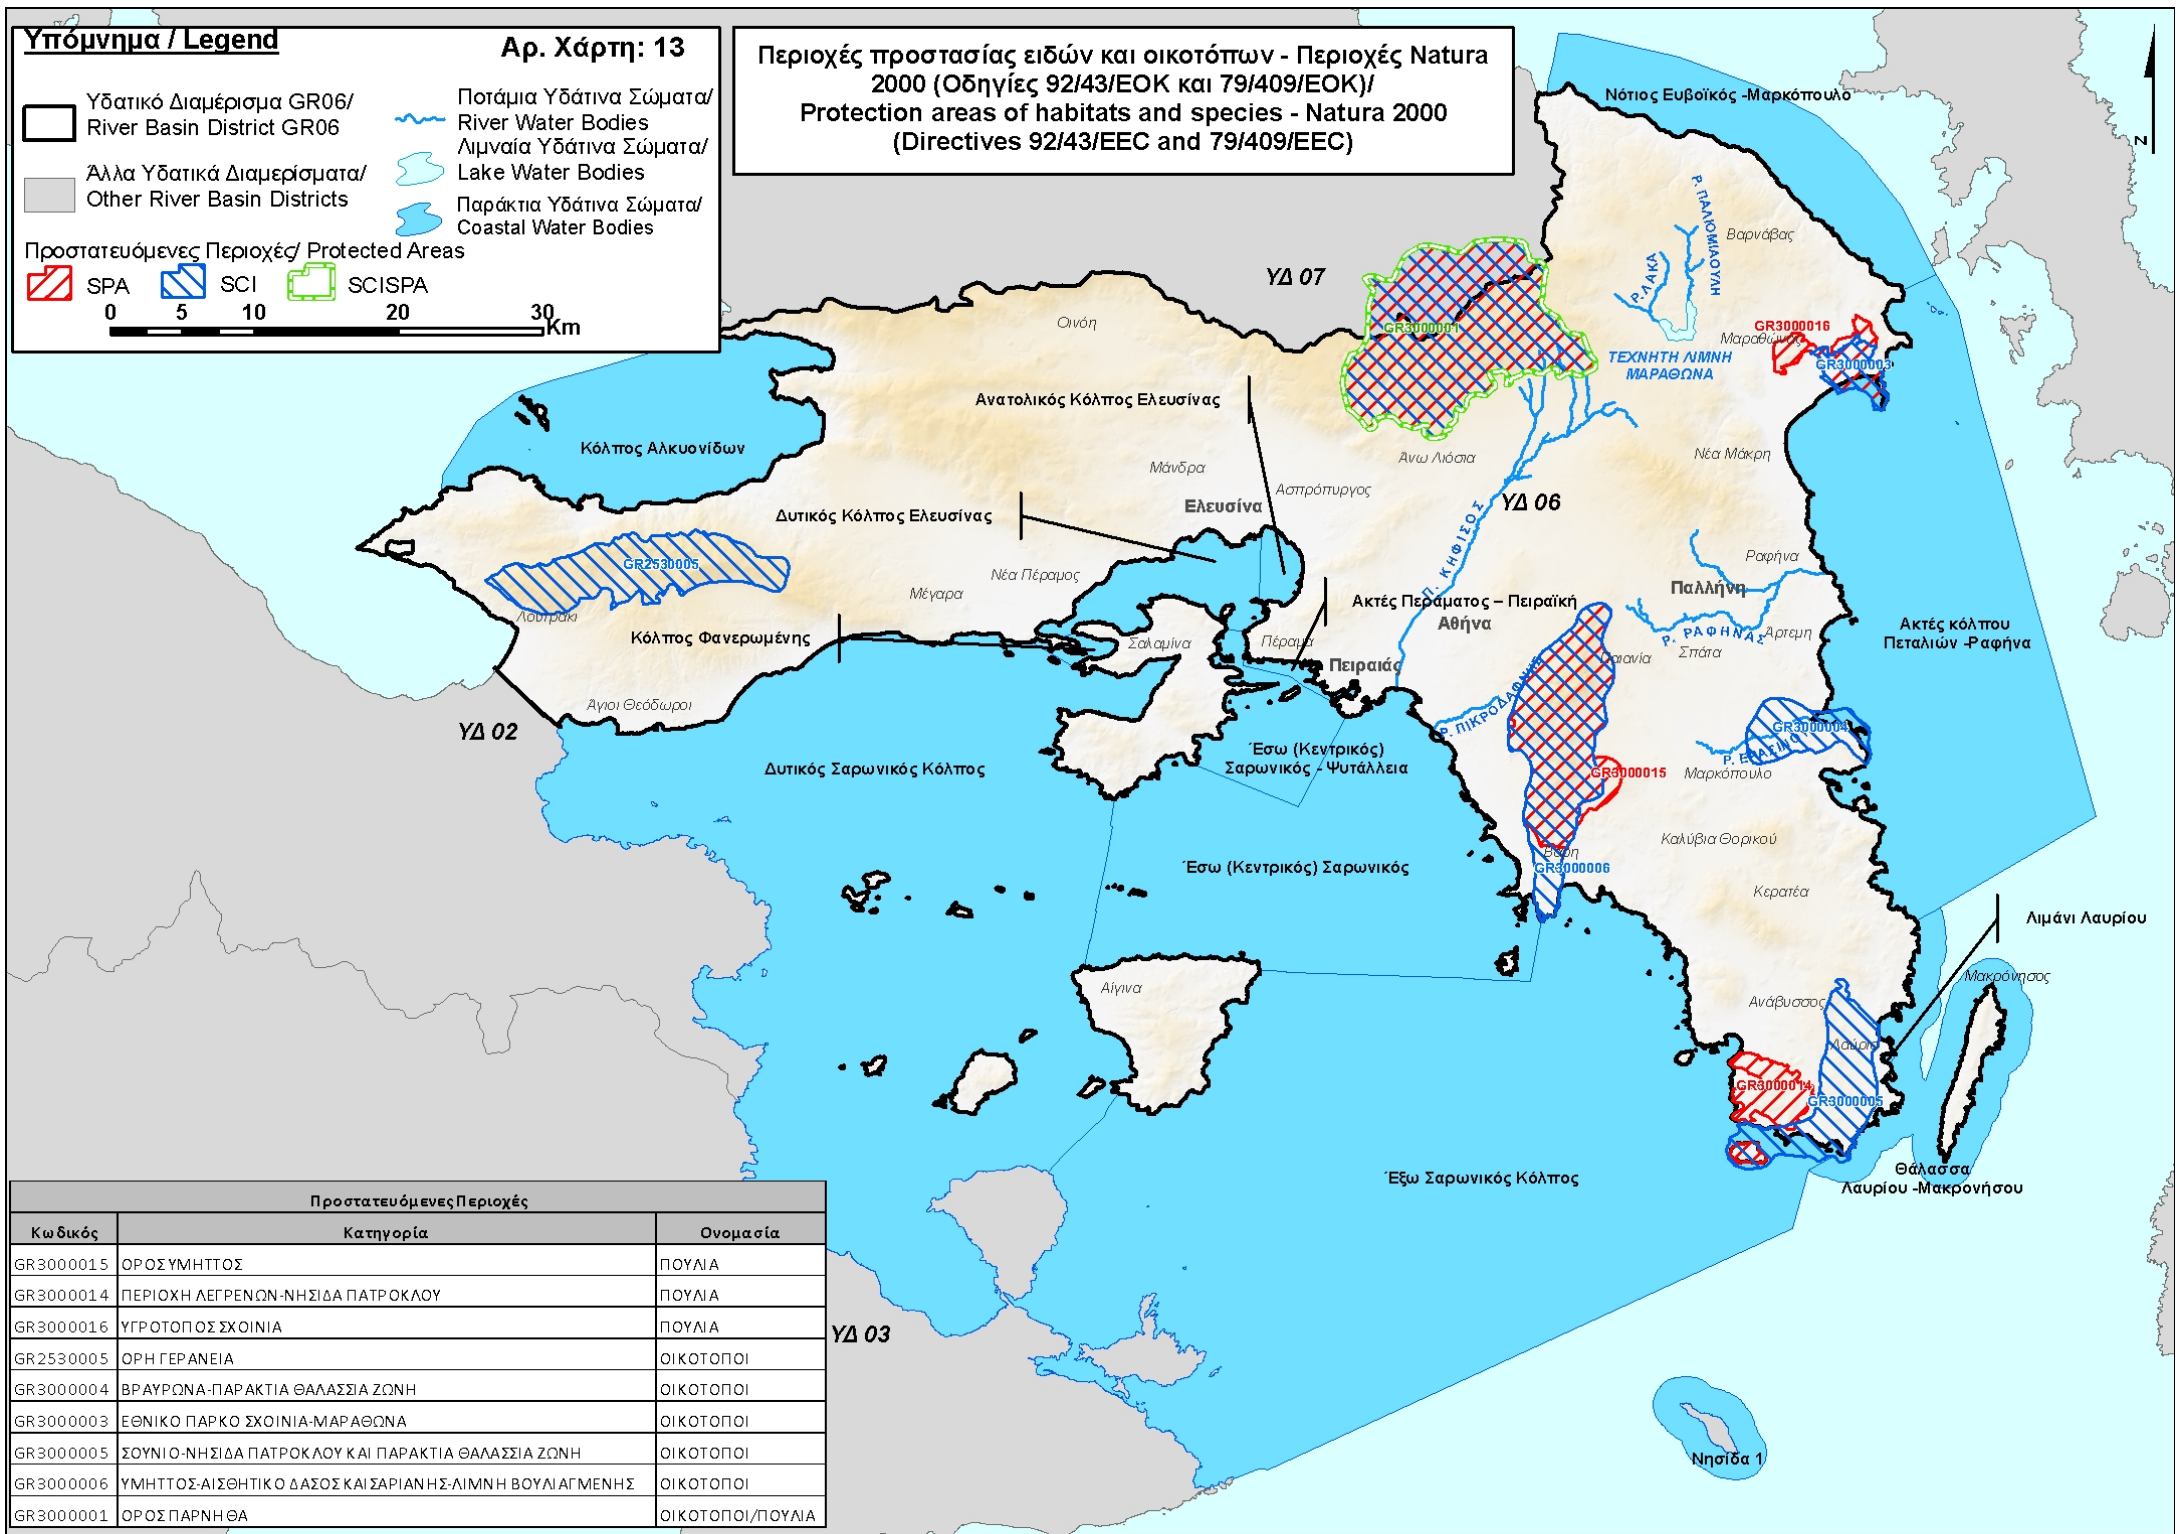 Υπόμνημα / Legend
Αρ. Χάρτη: 13
Υδατικό Διαμέρισμα GR06/
River Basin District GR06
Άλλα Υδατικά Διαμερίσματα/
Other River Basin Districts
Ποτάμια Υδάτινα Σώματα/
River Water Bodies
Λιμναία Υδάτινα Σώματα/
Lake Water Bodies
Παράκτια Υδάτινα Σώματα/
Coastal Water Bodies
Προστατευόμενες Περιοχές/ Protected Areas
SPA
SCI
SCISPA
0 5 10 20 30
Km
Περιοχές προστασίας ειδών και οικοτόπων - Περιοχές Natura
2000 (Οδηγίες 92/43/ΕΟΚ και 79/409/ΕΟΚ)/
Protection areas of habitats and species - Natura 2000
(Directives 92/43/EEC and 79/409/EEC)
N
Νότιος Ευβοϊκός -Μαρκόπουλο
Ρ. ΠΑΛΙΟΜΙΑΟΥΛΗ
Βαρνάβας
Ρ.ΛΑΚΑ
ΥΔ 07
Οινόη
GR3000001
GR3000016
Μαραθώνας
GR3000003
ΤΕΧΝΗΤΗ ΛΙΜΝΗ
ΜΑΡΑΘΩΝΑ
Ανατολικός Κόλπος Ελευσίνας
Κόλπος Αλκυονίδων
Μάνδρα
Άνω Λιόσια
Νέα Μάκρη
Ασπρόπυργος
Ελευσίνα
ΥΔ 06
Δυτικός Κόλπος Ελευσίνας
Π. ΚΗΦΙΣΟΣ
GR2530005
Νέα Πέραμος
Μέγαρα
Ραφήνα
Παλλήνη
Ακτές Περάματος – Πειραϊκή
Αθήνα
Λουτράκι
Κόλπος Φανερωμένης
Σαλαμίνα
Πέραμα
Πειραιάς
Ρ. ΡΑΦΗΝΑΣ
Άρτεμη
Σπάτα
Παιανία
Ακτές κόλπου
Πεταλιών -Ραφήνα
Άγιοι Θεόδωροι
ΥΔ 02
Ρ. ΠΙΚΡΟΔΑΦΝΗΣ
GR3000004
Ρ. ΕΡΑΣΙΝΟΥ
Έσω (Κεντρικός)
Σαρωνικός - Ψυτάλλεια
Δυτικός Σαρωνικός Κόλπος
GR3000015
Μαρκόπουλο
Καλύβια Θορικού
Βάρη
GR3000006
Έσω (Κεντρικός) Σαρωνικός
Κερατέα
Λιμάνι Λαυρίου
Μακρόνησος
Αίγινα
Ανάβυσσος
Λαύριο
GR3000014
GR3000005
Έξω Σαρωνικός Κόλπος
Θάλασσα
Λαυρίου -Μακρονήσου
ΥΔ 03
Νησίδα 1
Προστατευόμενες Περιοχές
Κωδικός Κατηγορία Ονομασία
GR3000015 ΟΡΟΣ ΥΜΗΤΤΟΣ ΠΟΥΛΙΑ
GR3000014 ΠΕΡΙΟΧΗ ΛΕΓΡΕΝΩΝ-ΝΗΣΙΔΑ ΠΑΤΡΟΚΛΟΥ ΠΟΥΛΙΑ
GR3000016 ΥΓΡΟΤΟΠΟΣ ΣΧΟΙΝΙΑ ΠΟΥΛΙΑ
GR2530005 ΟΡΗ ΓΕΡΑΝΕΙΑ ΟΙΚΟΤΟΠΟΙ
GR3000004 ΒΡΑΥΡΩΝΑ-ΠΑΡΑΚΤΙΑ ΘΑΛΑΣΣΙΑ ΖΩΝΗ ΟΙΚΟΤΟΠΟΙ
GR3000003 ΕΘΝΙΚΟ ΠΑΡΚΟ ΣΧΟΙΝΙΑ-ΜΑΡΑΘΩΝΑ ΟΙΚΟΤΟΠΟΙ
GR3000005 ΣΟΥΝΙΟ-ΝΗΣΙΔΑ ΠΑΤΡΟΚΛΟΥ ΚΑΙ ΠΑΡΑΚΤΙΑ ΘΑΛΑΣΣΙΑ ΖΩΝΗ ΟΙΚΟΤΟΠΟΙ
GR3000006 ΥΜΗΤΤΟΣ-ΑΙΣΘΗΤΙΚΟ ΔΑΣΟΣ ΚΑΙΣΑΡΙΑΝΗΣ-ΛΙΜΝΗ ΒΟΥΛΙΑΓΜΕΝΗΣ ΟΙΚΟΤΟΠΟΙ
GR3000001 ΟΡΟΣ ΠΑΡΝΗΘΑ ΟΙΚΟΤΟΠΟΙ/ΠΟΥΛΙΑ